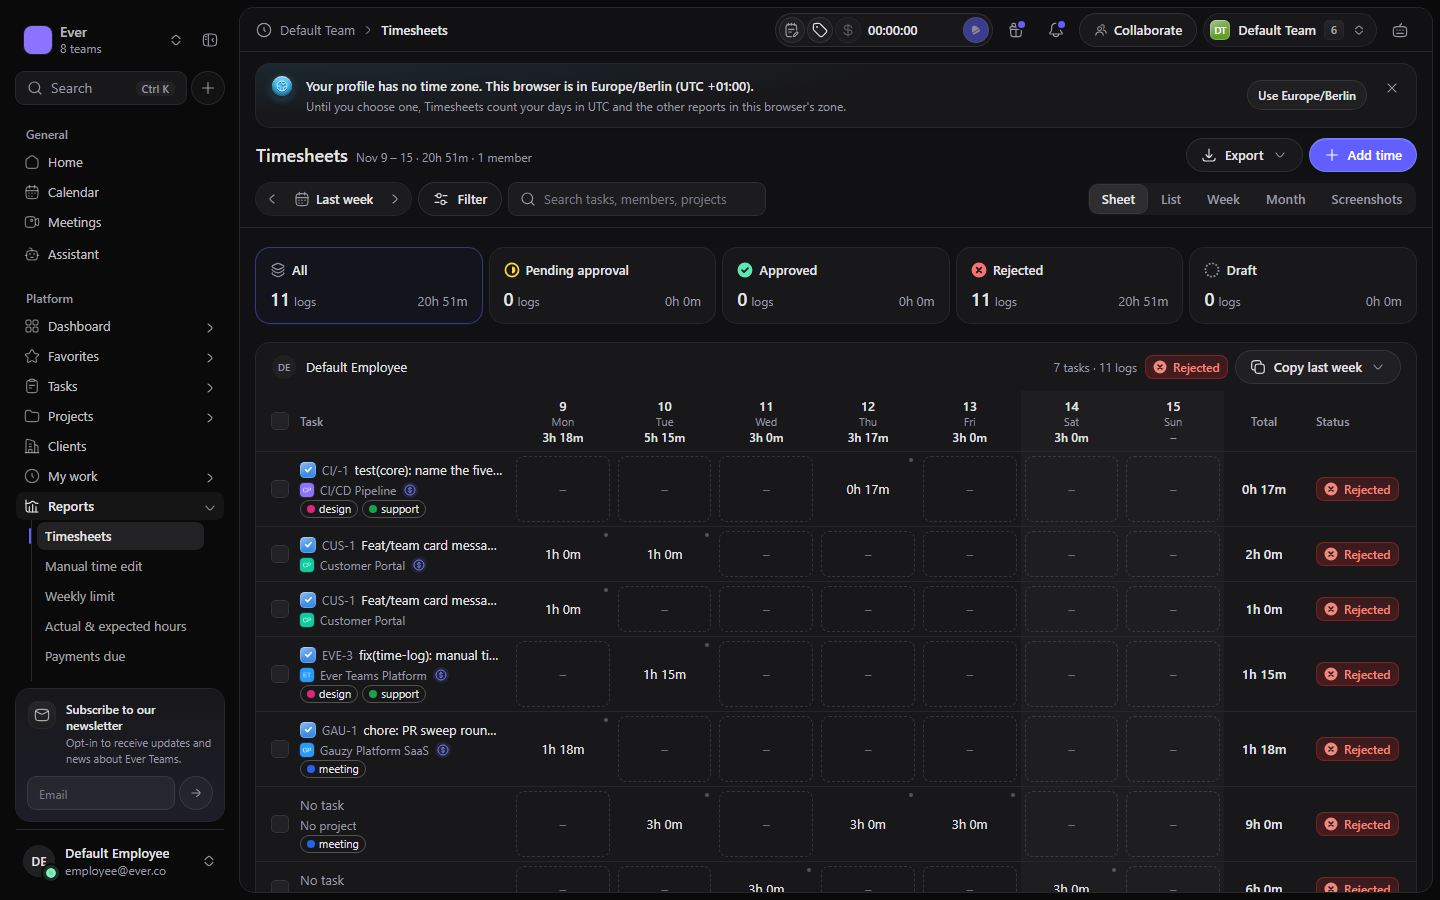 Ever
8 teams
Search
Ctrl K
General
Home
Calendar
Meetings
Assistant
Platform
Dashboard
Favorites
Tasks
Projects
Clients
My work
Reports
Timesheets
Manual time edit
Weekly limit
Actual & expected hours
Payments due
Subscribe to our
newsletter
Opt-in to receive updates and
news about Ever Teams.
Email
DE
Default Employee
employee@ever.co
Default Team > Timesheets
00:00:00
Collaborate
DT Default Team 6
Your profile has no time zone. This browser is in Europe/Berlin (UTC +01:00).
Until you choose one, Timesheets count your days in UTC and the other reports in this browser's zone.
Use Europe/Berlin
Timesheets Nov 9 – 15 · 20h 51m · 1 member
Export
Add time
Last week
Filter
Search tasks, members, projects
Sheet List Week Month Screenshots
All
11 logs 20h 51m
Pending approval
0 logs 0h 0m
Approved
0 logs 0h 0m
Rejected
11 logs 20h 51m
Draft
0 logs 0h 0m
DE Default Employee
7 tasks · 11 logs Rejected Copy last week
Task
9
Mon
3h 18m
10
Tue
5h 15m
11
Wed
3h 0m
12
Thu
3h 17m
13
Fri
3h 0m
14
Sat
3h 0m
15
Sun
–
Total
Status
CI/-1 test(core): name the five...
CP CI/CD Pipeline
design support
– – – 0h 17m – – – 0h 17m Rejected
CUS-1 Feat/team card messa...
CP Customer Portal
1h 0m 1h 0m – – – – – 2h 0m Rejected
CUS-1 Feat/team card messa...
CP Customer Portal
1h 0m – – – – – – 1h 0m Rejected
EVE-3 fix(time-log): manual ti...
ET Ever Teams Platform
design support
– 1h 15m – – – – – 1h 15m Rejected
GAU-1 chore: PR sweep roun...
GP Gauzy Platform SaaS
meeting
1h 18m – – – – – – 1h 18m Rejected
No task
No project
meeting
– 3h 0m – 3h 0m 3h 0m – – 9h 0m Rejected
No task
– – 3h 0m – – 3h 0m – 6h 0m Rejected